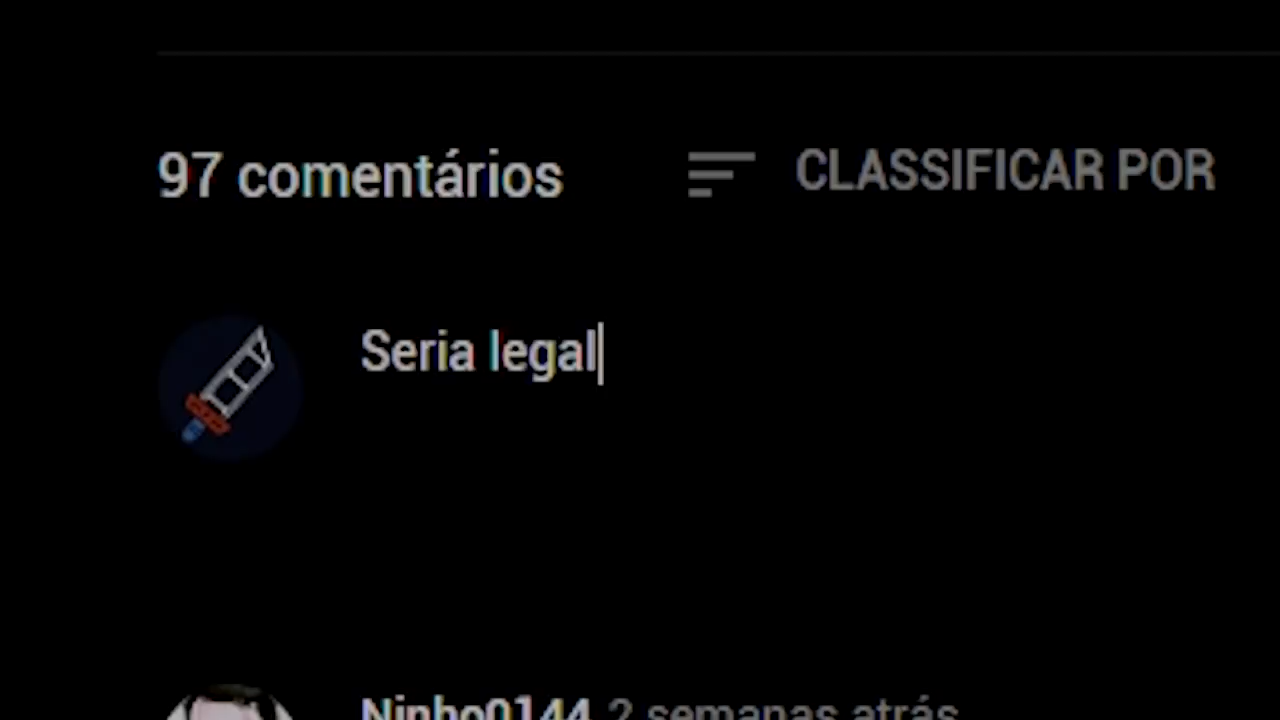 97 comentários
CLASSIFICAR POR
Seria legal
Ninho0144 2 semanas atrás